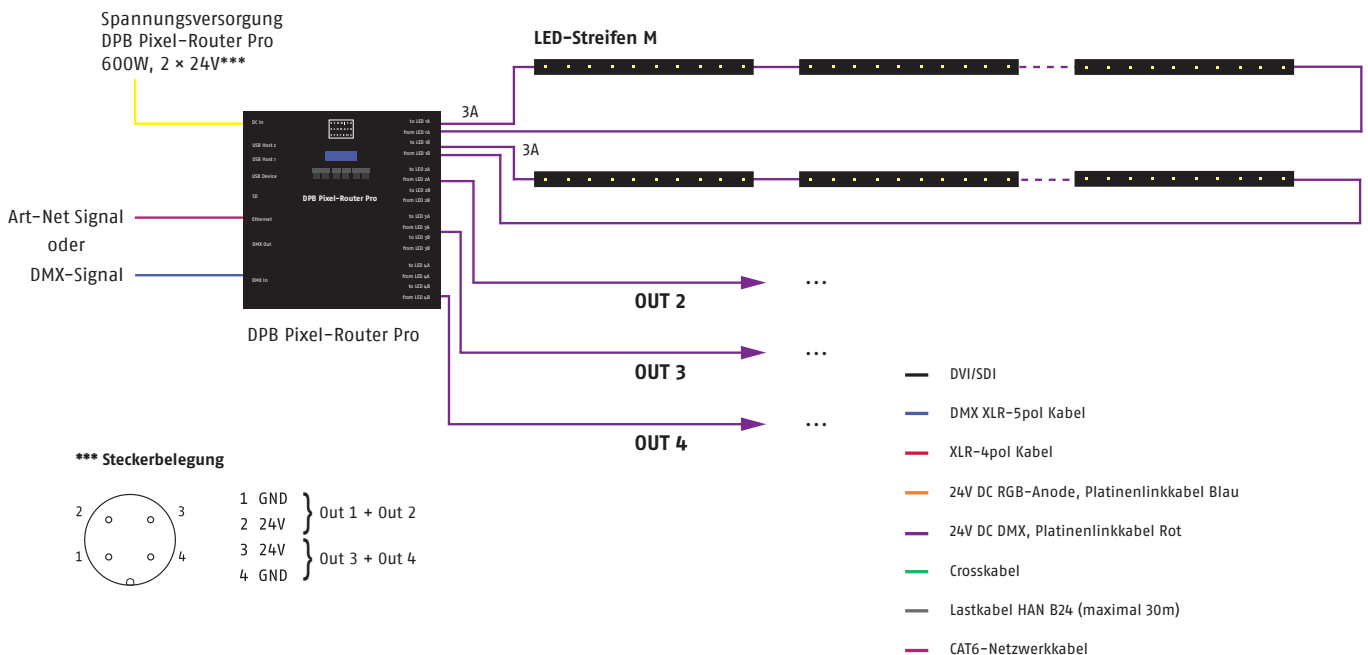 Spannungsversorgung
DPB Pixel-Router Pro
600W, 2 × 24V***
LED-Streifen M
3A
3A
DC In
USB Host 2
USB Host 1
USB Device
SD
Ethernet
DMX Out
DMX In
DPB Pixel-Router Pro
to LED 1A
from LED 1A
to LED 1B
from LED 1B
to LED 2A
from LED 2A
to LED 2B
from LED 2B
to LED 3A
from LED 3A
to LED 3B
from LED 3B
to LED 4A
from LED 4A
to LED 4B
from LED 4B
Art-Net Signal
oder
DMX-Signal
DPB Pixel-Router Pro
OUT 2
...
OUT 3
...
OUT 4
...
*** Steckerbelegung
2
3
1
4
1 GND
2 24V
Out 1 + Out 2
3 24V
4 GND
Out 3 + Out 4
DVI/SDI
DMX XLR-5pol Kabel
XLR-4pol Kabel
24V DC RGB-Anode, Platinenlinkkabel Blau
24V DC DMX, Platinenlinkkabel Rot
Crosskabel
Lastkabel HAN B24 (maximal 30m)
CAT6-Netzwerkkabel